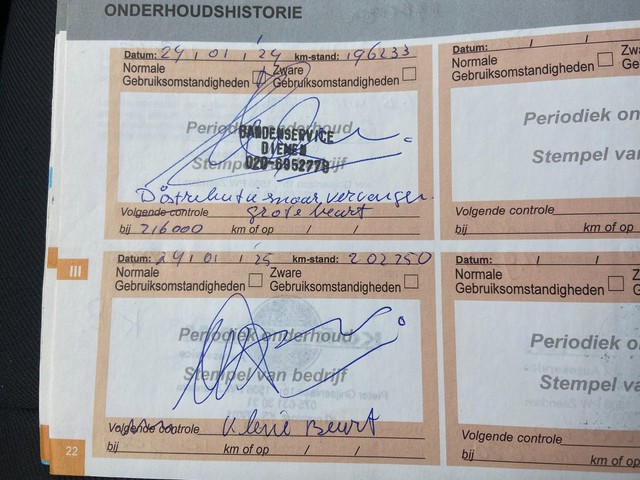 ONDERHOUDSHISTORIE
Datum: 24 / 01 / 24 km-stand: 196233
Normale Gebruiksomstandigheden Zware Gebruiksomstandigheden
Periodiek onderhoud
BANDENSERVICE
DIEMEN
Stempel van bedrijf
020-6952779
Distributiesnaar vervangen
Volgende controle grote beurt
bij 216000 km of op / /
Datum: / /
Normale Gebruiksomstandigheden
Periodiek on
Stempel va
Volgende controle
bij km of op /
III
Datum: 24 / 01 / 25 km-stand: 202750
Normale Gebruiksomstandigheden Zware Gebruiksomstandigheden
Periodiek onderhoud
Stempel van bedrijf
Volgende controle Kleine Beurt
bij km of op / /
Datum: / /
Normale Gebruiksomstandigheden
Periodiek o
Stempel va
Volgende controle
bij km of op
22